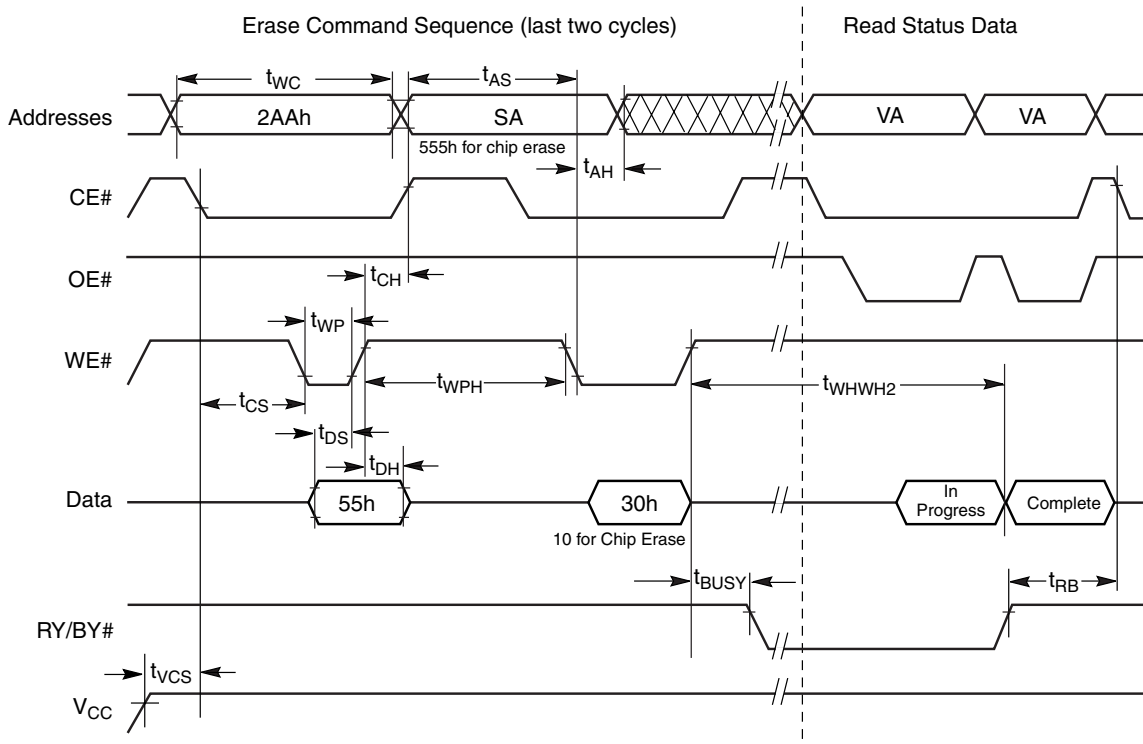 Erase Command Sequence (last two cycles)
Read Status Data
tWC
tAS
Addresses
2AAh
SA
VA
VA
555h for chip erase
tAH
CE#
tCH
OE#
tWP
WE#
tWPH
tWHWH2
tCS
tDS
tDH
Data
55h
30h
In
Progress
Complete
10 for Chip Erase
tBUSY
tRB
RY/BY#
tVCS
VCC